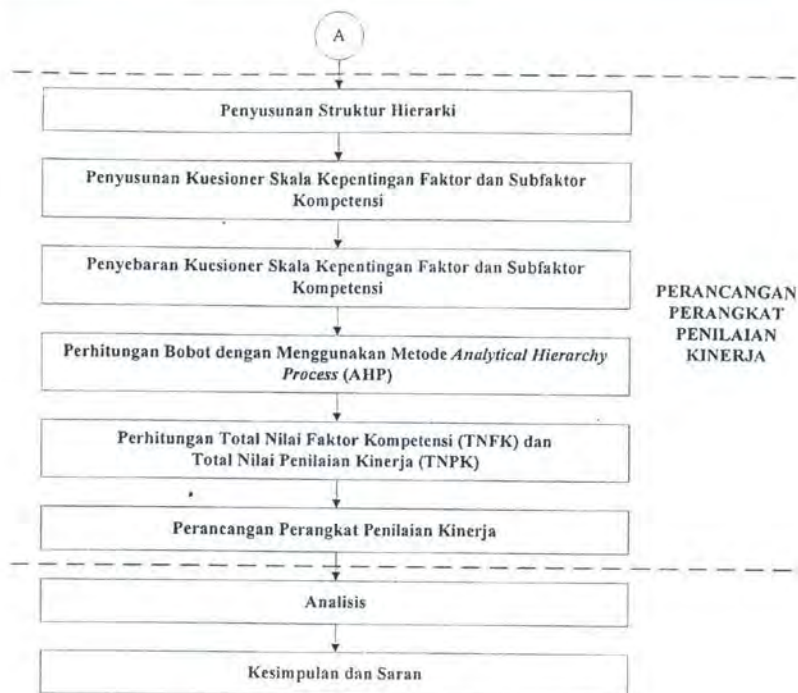 A
Penyusunan Struktur Hierarki
Penyusunan Kuesioner Skala Kepentingan Faktor dan Subfaktor
Kompetensi
Penyebaran Kuesioner Skala Kepentingan Faktor dan Subfaktor
Kompetensi
Perhitungan Bobot dengan Menggunakan Metode Analytical Hierarchy
Process (AHP)
Perhitungan Total Nilai Faktor Kompetensi (TNFK) dan
Total Nilai Penilaian Kinerja (TNPK)
Perancangan Perangkat Penilaian Kinerja
PERANCANGAN
PERANGKAT
PENILAIAN
KINERJA
Analisis
Kesimpulan dan Saran